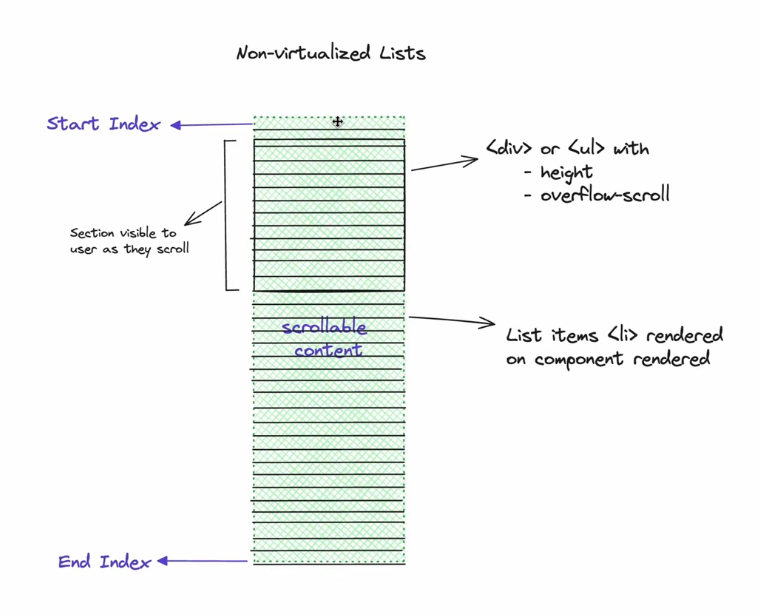 Non-virtualized Lists
Start Index
<div> or <ul> with
- height
- overflow-scroll
Section visible to
user as they scroll
scrollable
content
List items <li> rendered
on component rendered
End Index